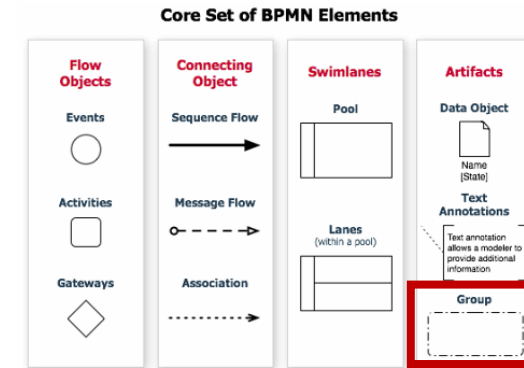 Core Set of BPMN Elements
Flow
Objects
Events
Activities
Gateways
Connecting
Object
Sequence Flow
Message Flow
Association
Swimlanes
Pool
Lanes
(within a pool)
Artifacts
Data Object
Name
[State]
Text
Annotations
Text annotation
allows a modeler to
provide additional
information
Group